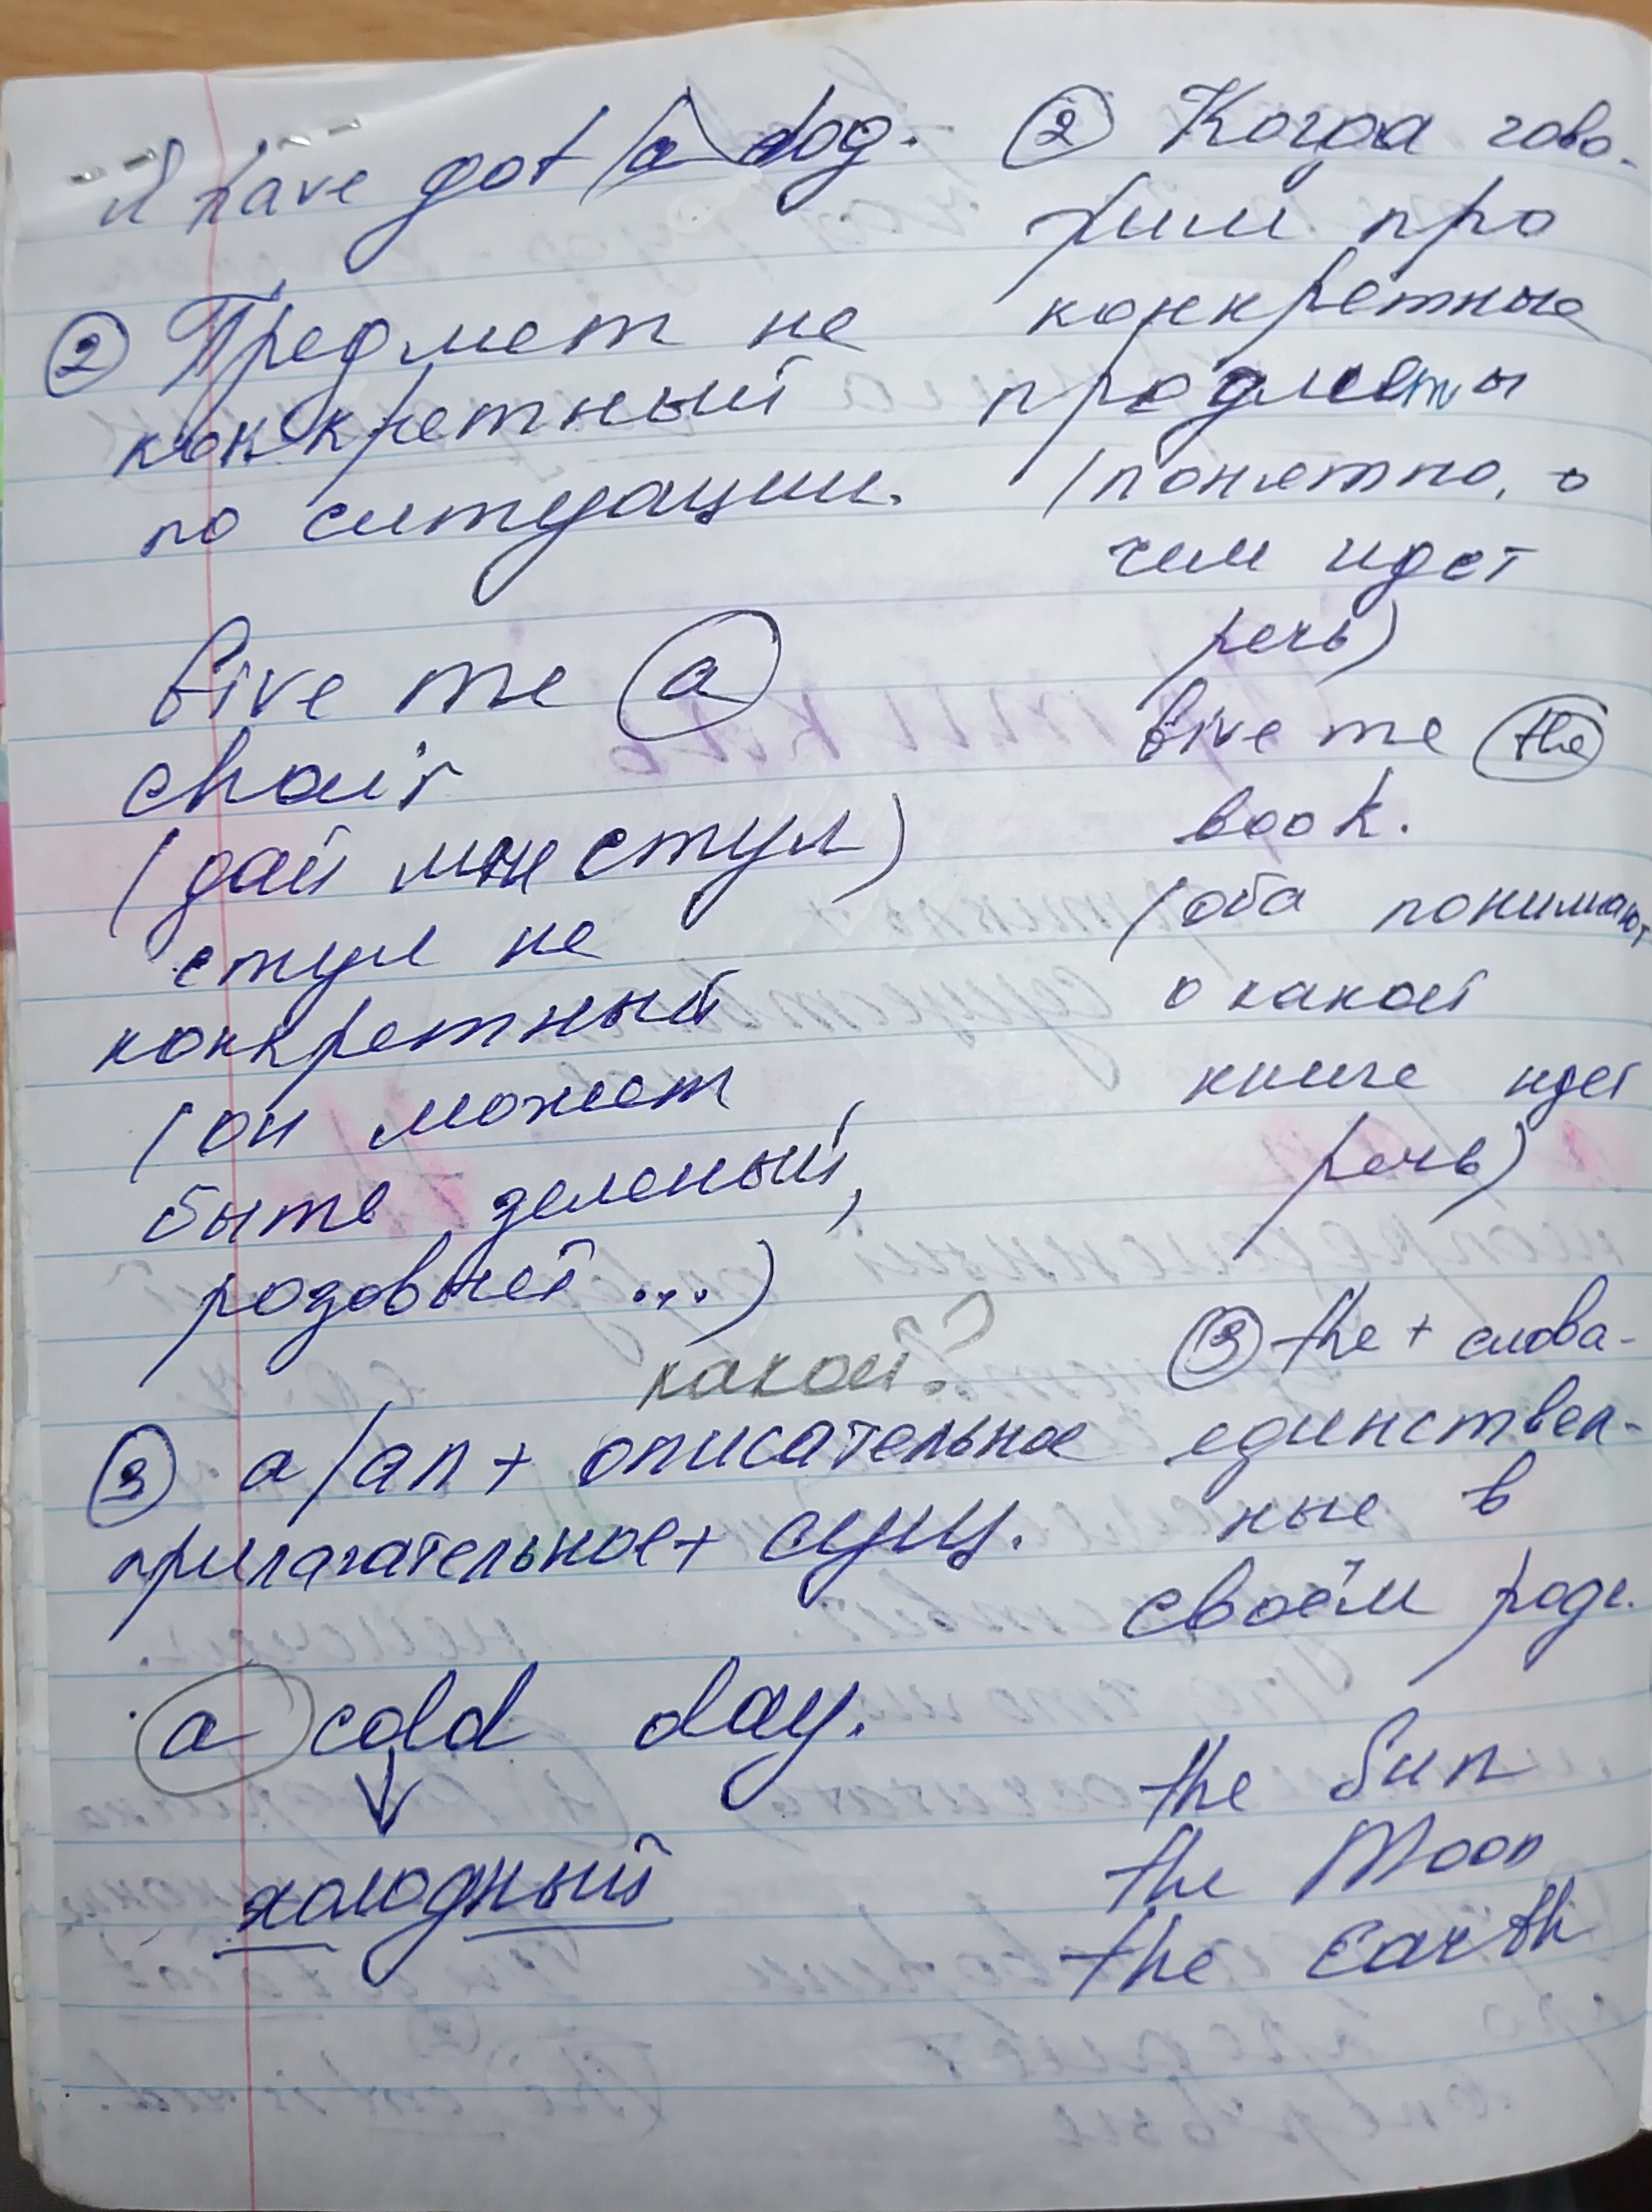 I have got a dog.
② Предмет не
конкретный
по ситуации.
Give me a
chair
(дай мне стул)
стул не
конкретный
(он может
быть зеленый,
розовый ...)
какой?
③ a/an + описательное
прилагательное + сущ.
a cold day.
холодный
② Когда гово-
рим про
конкретные
предметы
(понятно, о
чем идет
речь)
Give me the
book.
(оба понимают
о какой
книге идет
речь)
③ the + слова-
единствен-
ные в
своём роде.
the Sun
the Moon
the Earth